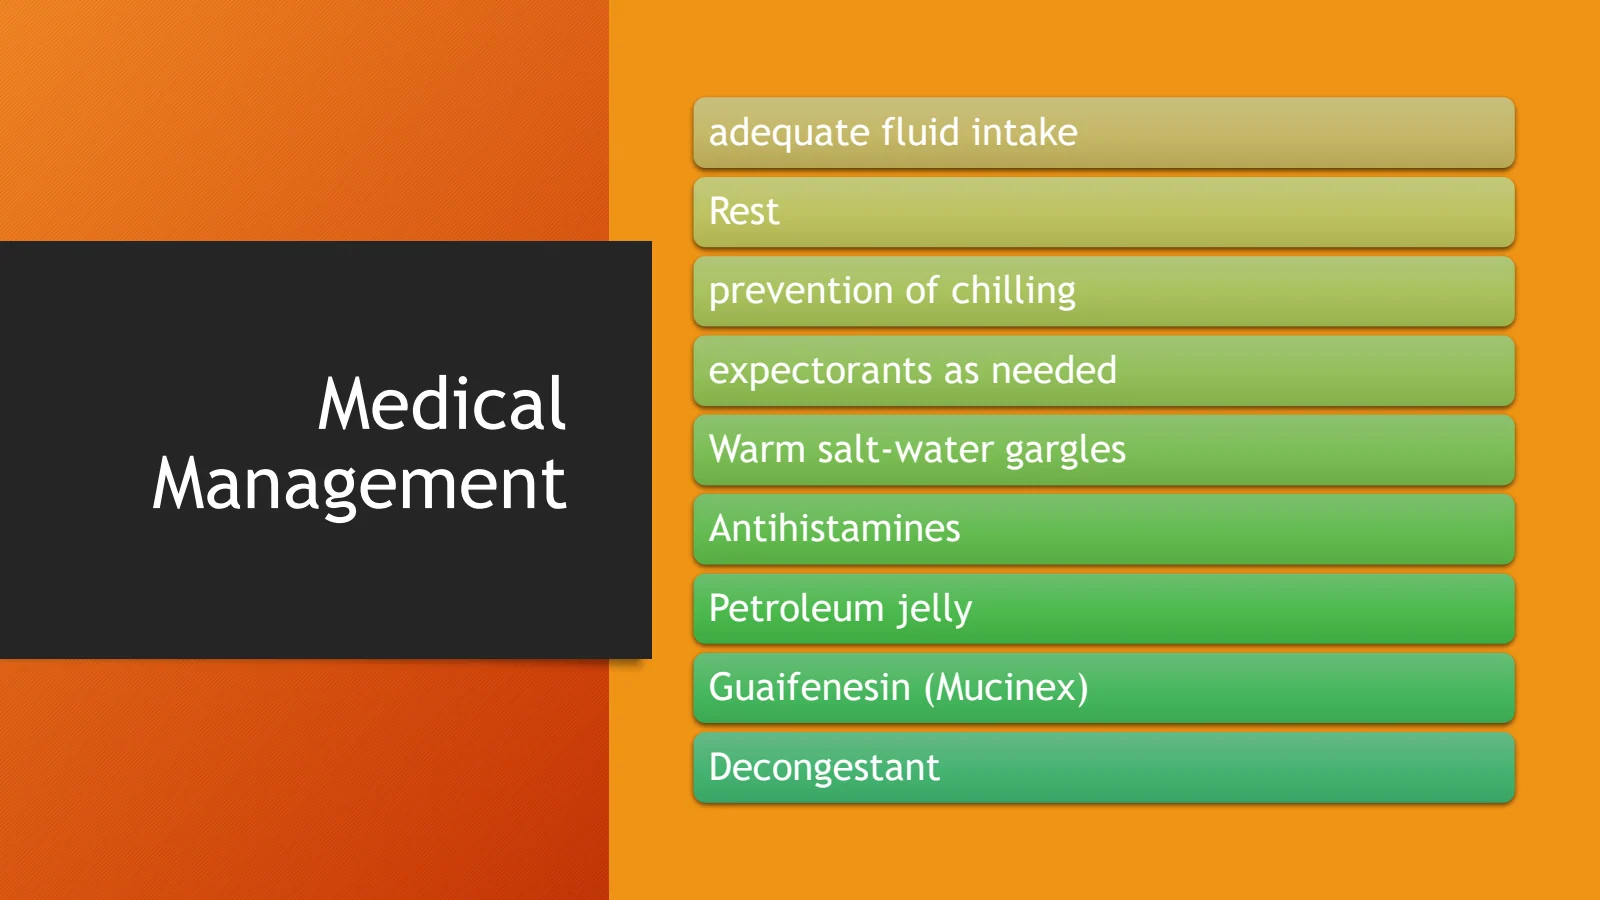 Medical
Management
adequate fluid intake
Rest
prevention of chilling
expectorants as needed
Warm salt-water gargles
Antihistamines
Petroleum jelly
Guaifenesin (Mucinex)
Decongestant